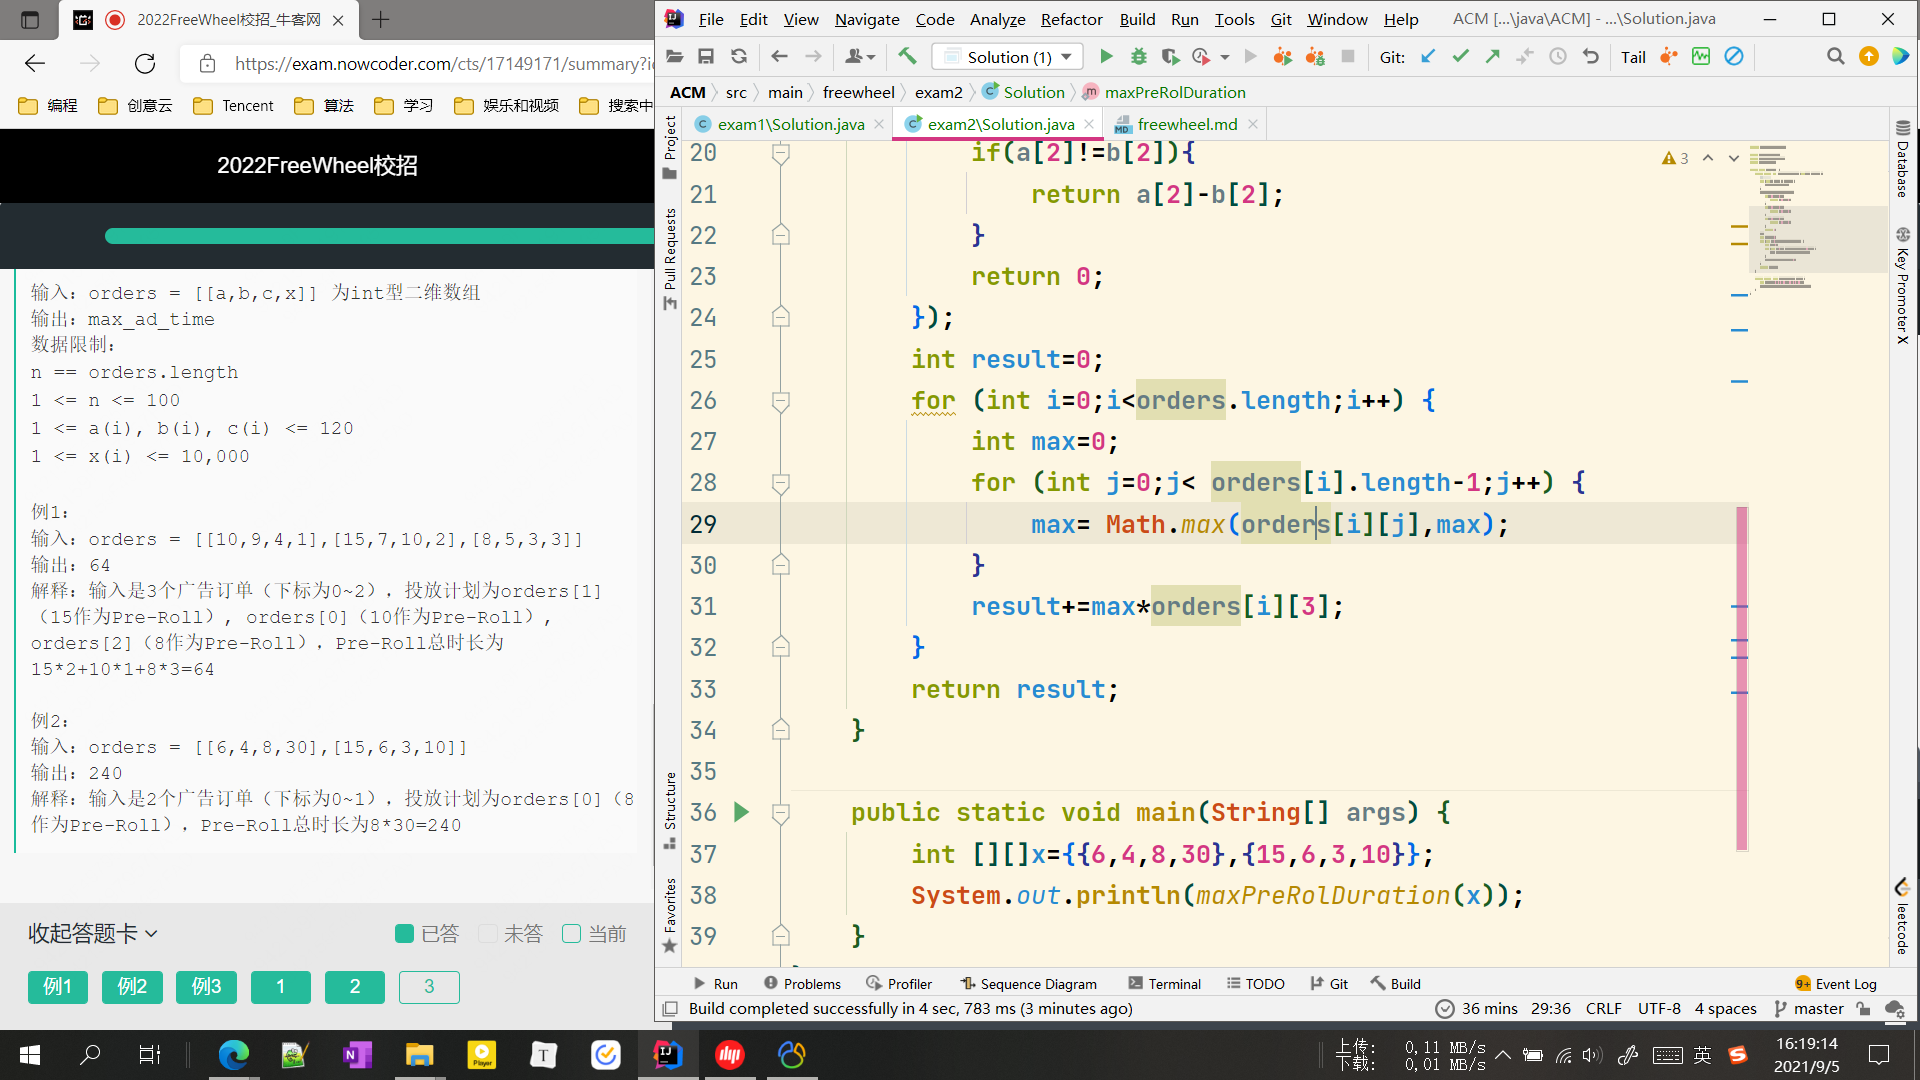 2022FreeWheel校招_牛客网
https://exam.nowcoder.com/cts/17149171/summary?i
编程
创意云
Tencent
算法
学习
娱乐和视频
搜索中
2022FreeWheel校招
输入：orders = [[a,b,c,x]] 为int型二维数组
输出：max_ad_time
数据限制：
n == orders.length
1 <= n <= 100
1 <= a(i), b(i), c(i) <= 120
1 <= x(i) <= 10,000
例1：
输入：orders = [[10,9,4,1],[15,7,10,2],[8,5,3,3]]
输出：64
解释：输入是3个广告订单（下标为0~2），投放计划为orders[1]
（15作为Pre-Roll），orders[0]（10作为Pre-Roll），
orders[2]（8作为Pre-Roll），Pre-Roll总时长为
15*2+10*1+8*3=64
例2：
输入：orders = [[6,4,8,30],[15,6,3,10]]
输出：240
解释：输入是2个广告订单（下标为0~1），投放计划为orders[0]（8
作为Pre-Roll），Pre-Roll总时长为8*30=240
收起答题卡
已答 未答 当前
例1 例2 例3 1 2 3
File Edit View Navigate Code Analyze Refactor Build Run Tools Git Window Help ACM [...\java\ACM] - ...\Solution.java
Solution (1) Git: Tail
ACM src main freewheel exam2 Solution maxPreRolDuration
exam1\Solution.java exam2\Solution.java freewheel.md
Project
Pull Requests
Structure
Favorites
3
20 if(a[2]!=b[2]){
21 return a[2]-b[2];
22 }
23 return 0;
24 });
25 int result=0;
26 for (int i=0;i<orders.length;i++) {
27 int max=0;
28 for (int j=0;j< orders[i].length-1;j++) {
29 max= Math.max(orders[i][j],max);
30 }
31 result+=max*orders[i][3];
32 }
33 return result;
34 }
35
36 public static void main(String[] args) {
37 int [][]x={{6,4,8,30},{15,6,3,10}};
38 System.out.println(maxPreRolDuration(x));
39 }
Database
Key Promoter X
leetcode
Run Problems Profiler Sequence Diagram Terminal TODO Git Build 9+ Event Log
Build completed successfully in 4 sec, 783 ms (3 minutes ago) 36 mins 29:36 CRLF UTF-8 4 spaces master
上传: 0,11 MB/s
下载: 0,01 MB/s
英
16:19:14
2021/9/5